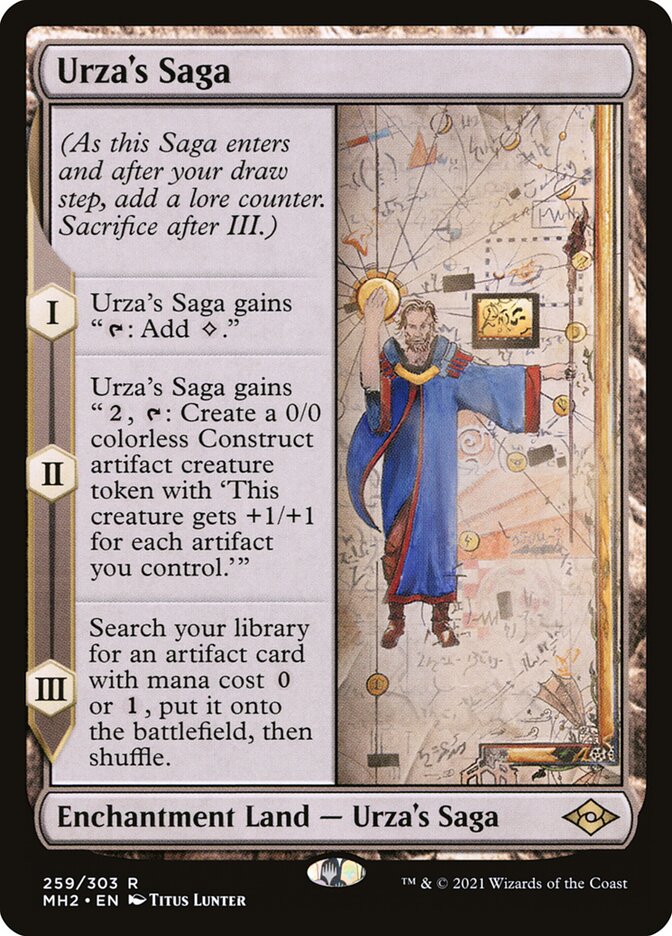 Urza's Saga
(As this Saga enters
and after your draw
step, add a lore counter.
Sacrifice after III.)
I
Urza's Saga gains
“ : Add .”
II
Urza's Saga gains
“ 2, : Create a 0/0
colorless Construct
artifact creature
token with ‘This
creature gets +1/+1
for each artifact
you control.’”
III
Search your library
for an artifact card
with mana cost 0
or 1, put it onto
the battlefield, then
shuffle.
Enchantment Land — Urza's Saga
259/303 R
MH2 • EN Titus Lunter
™ & © 2021 Wizards of the Coast